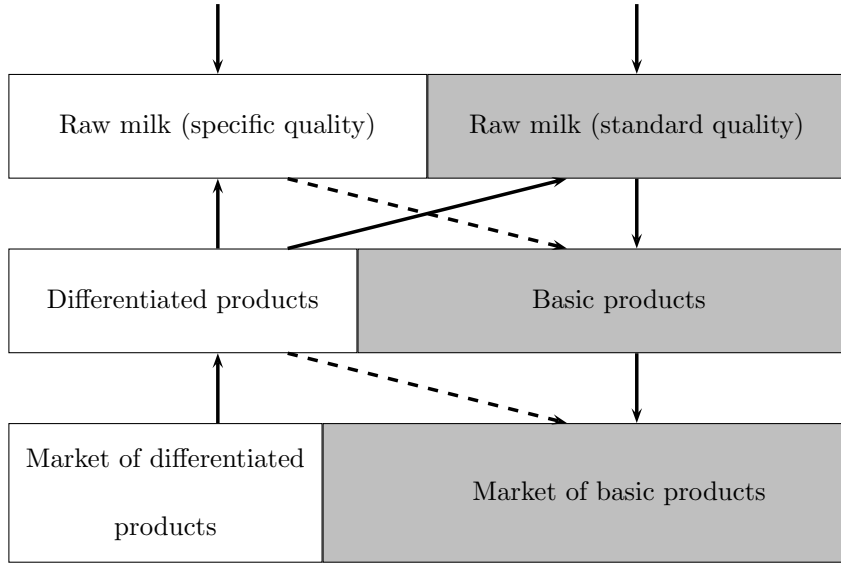 Raw milk (specific quality)
Raw milk (standard quality)
Differentiated products
Basic products
Market of differentiated
products
Market of basic products